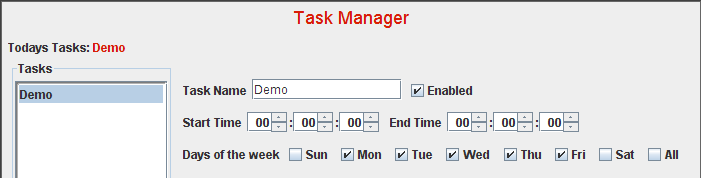 Task Manager
Todays Tasks: Demo
Tasks
Demo
Task Name Demo Enabled
Start Time 00 : 00 : 00 End Time 00 : 00 : 00
Days of the week Sun Mon Tue Wed Thu Fri Sat All